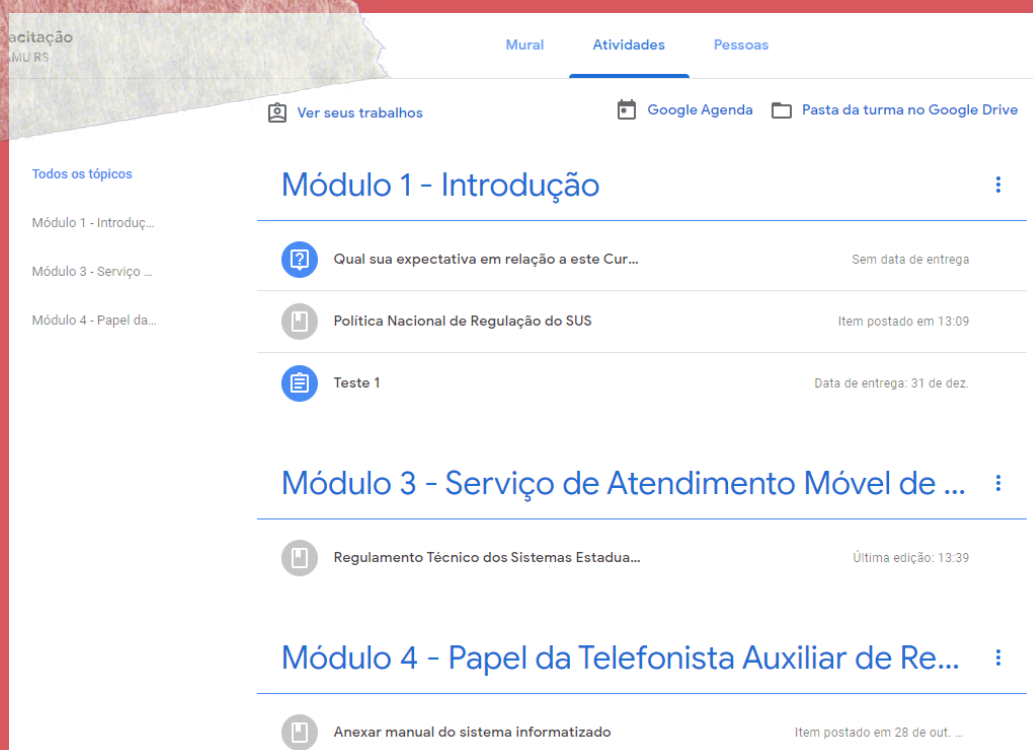 acitação
MU RS
Mural Atividades Pessoas
Ver seus trabalhos Google Agenda Pasta da turma no Google Drive
Todos os tópicos
Módulo 1 - Introduç...
Módulo 3 - Serviço ...
Módulo 4 - Papel da...
Módulo 1 - Introdução
Qual sua expectativa em relação a este Cur... Sem data de entrega
Política Nacional de Regulação do SUS Item postado em 13:09
Teste 1 Data de entrega: 31 de dez.
Módulo 3 - Serviço de Atendimento Móvel de ...
Regulamento Técnico dos Sistemas Estadua... Última edição: 13:39
Módulo 4 - Papel da Telefonista Auxiliar de Re...
Anexar manual do sistema informatizado Item postado em 28 de out. ...